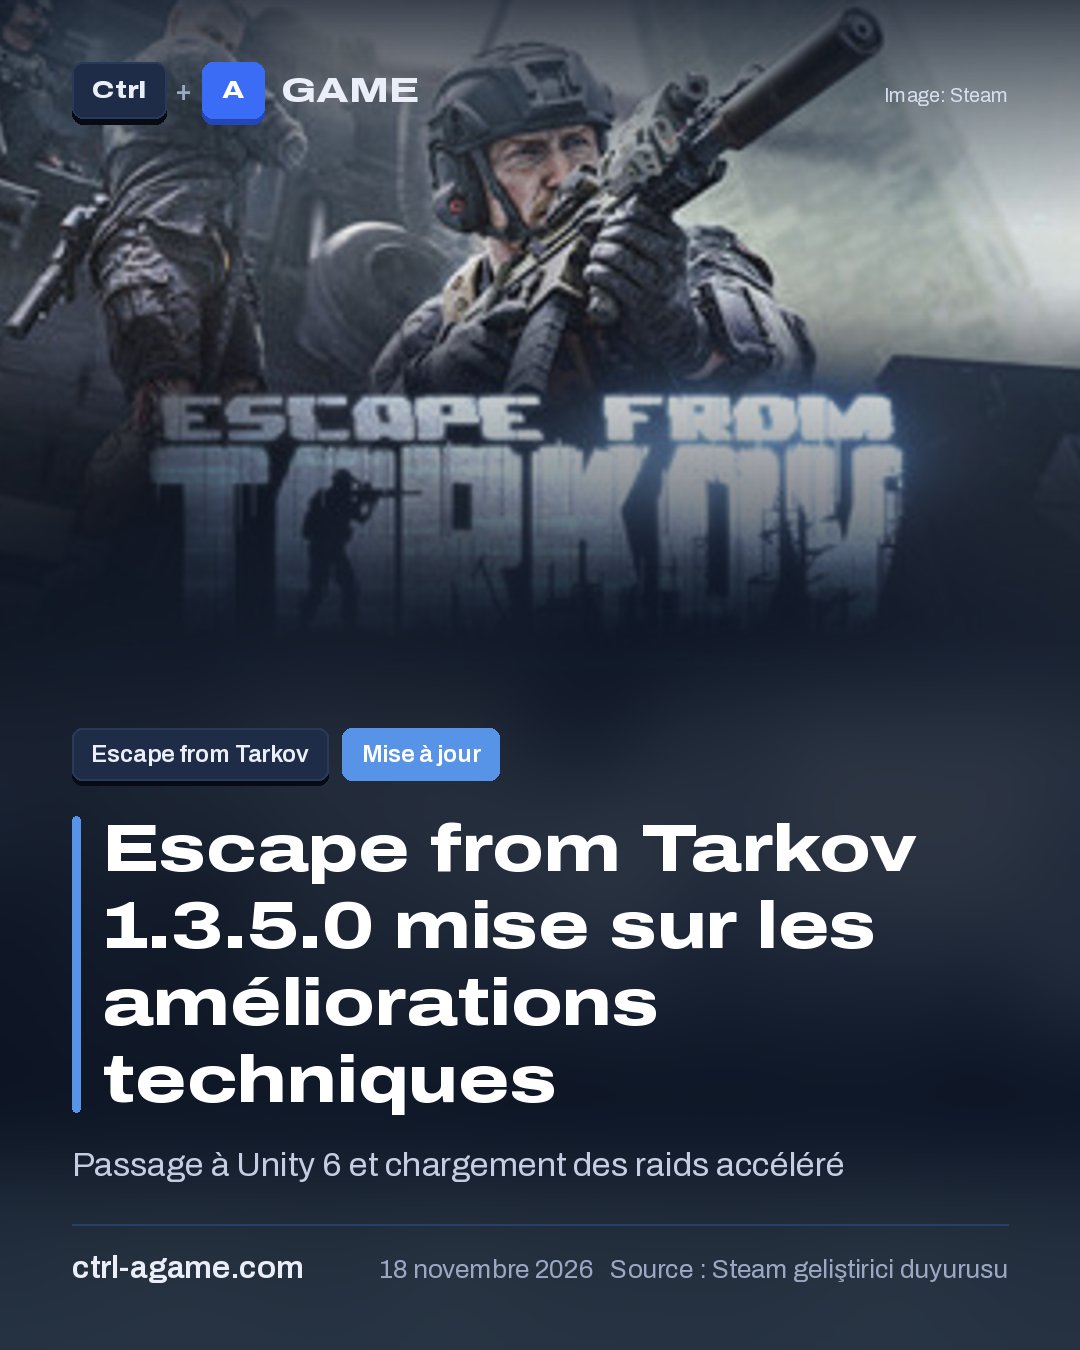 Ctrl + A GAME
Image: Steam
ESCAPE FROM
TARKOV
Escape from Tarkov
Mise à jour
Escape from Tarkov
1.3.5.0 mise sur les
améliorations
techniques
Passage à Unity 6 et chargement des raids accéléré
ctrl-agame.com
18 novembre 2026 Source : Steam geliştirici duyurusu